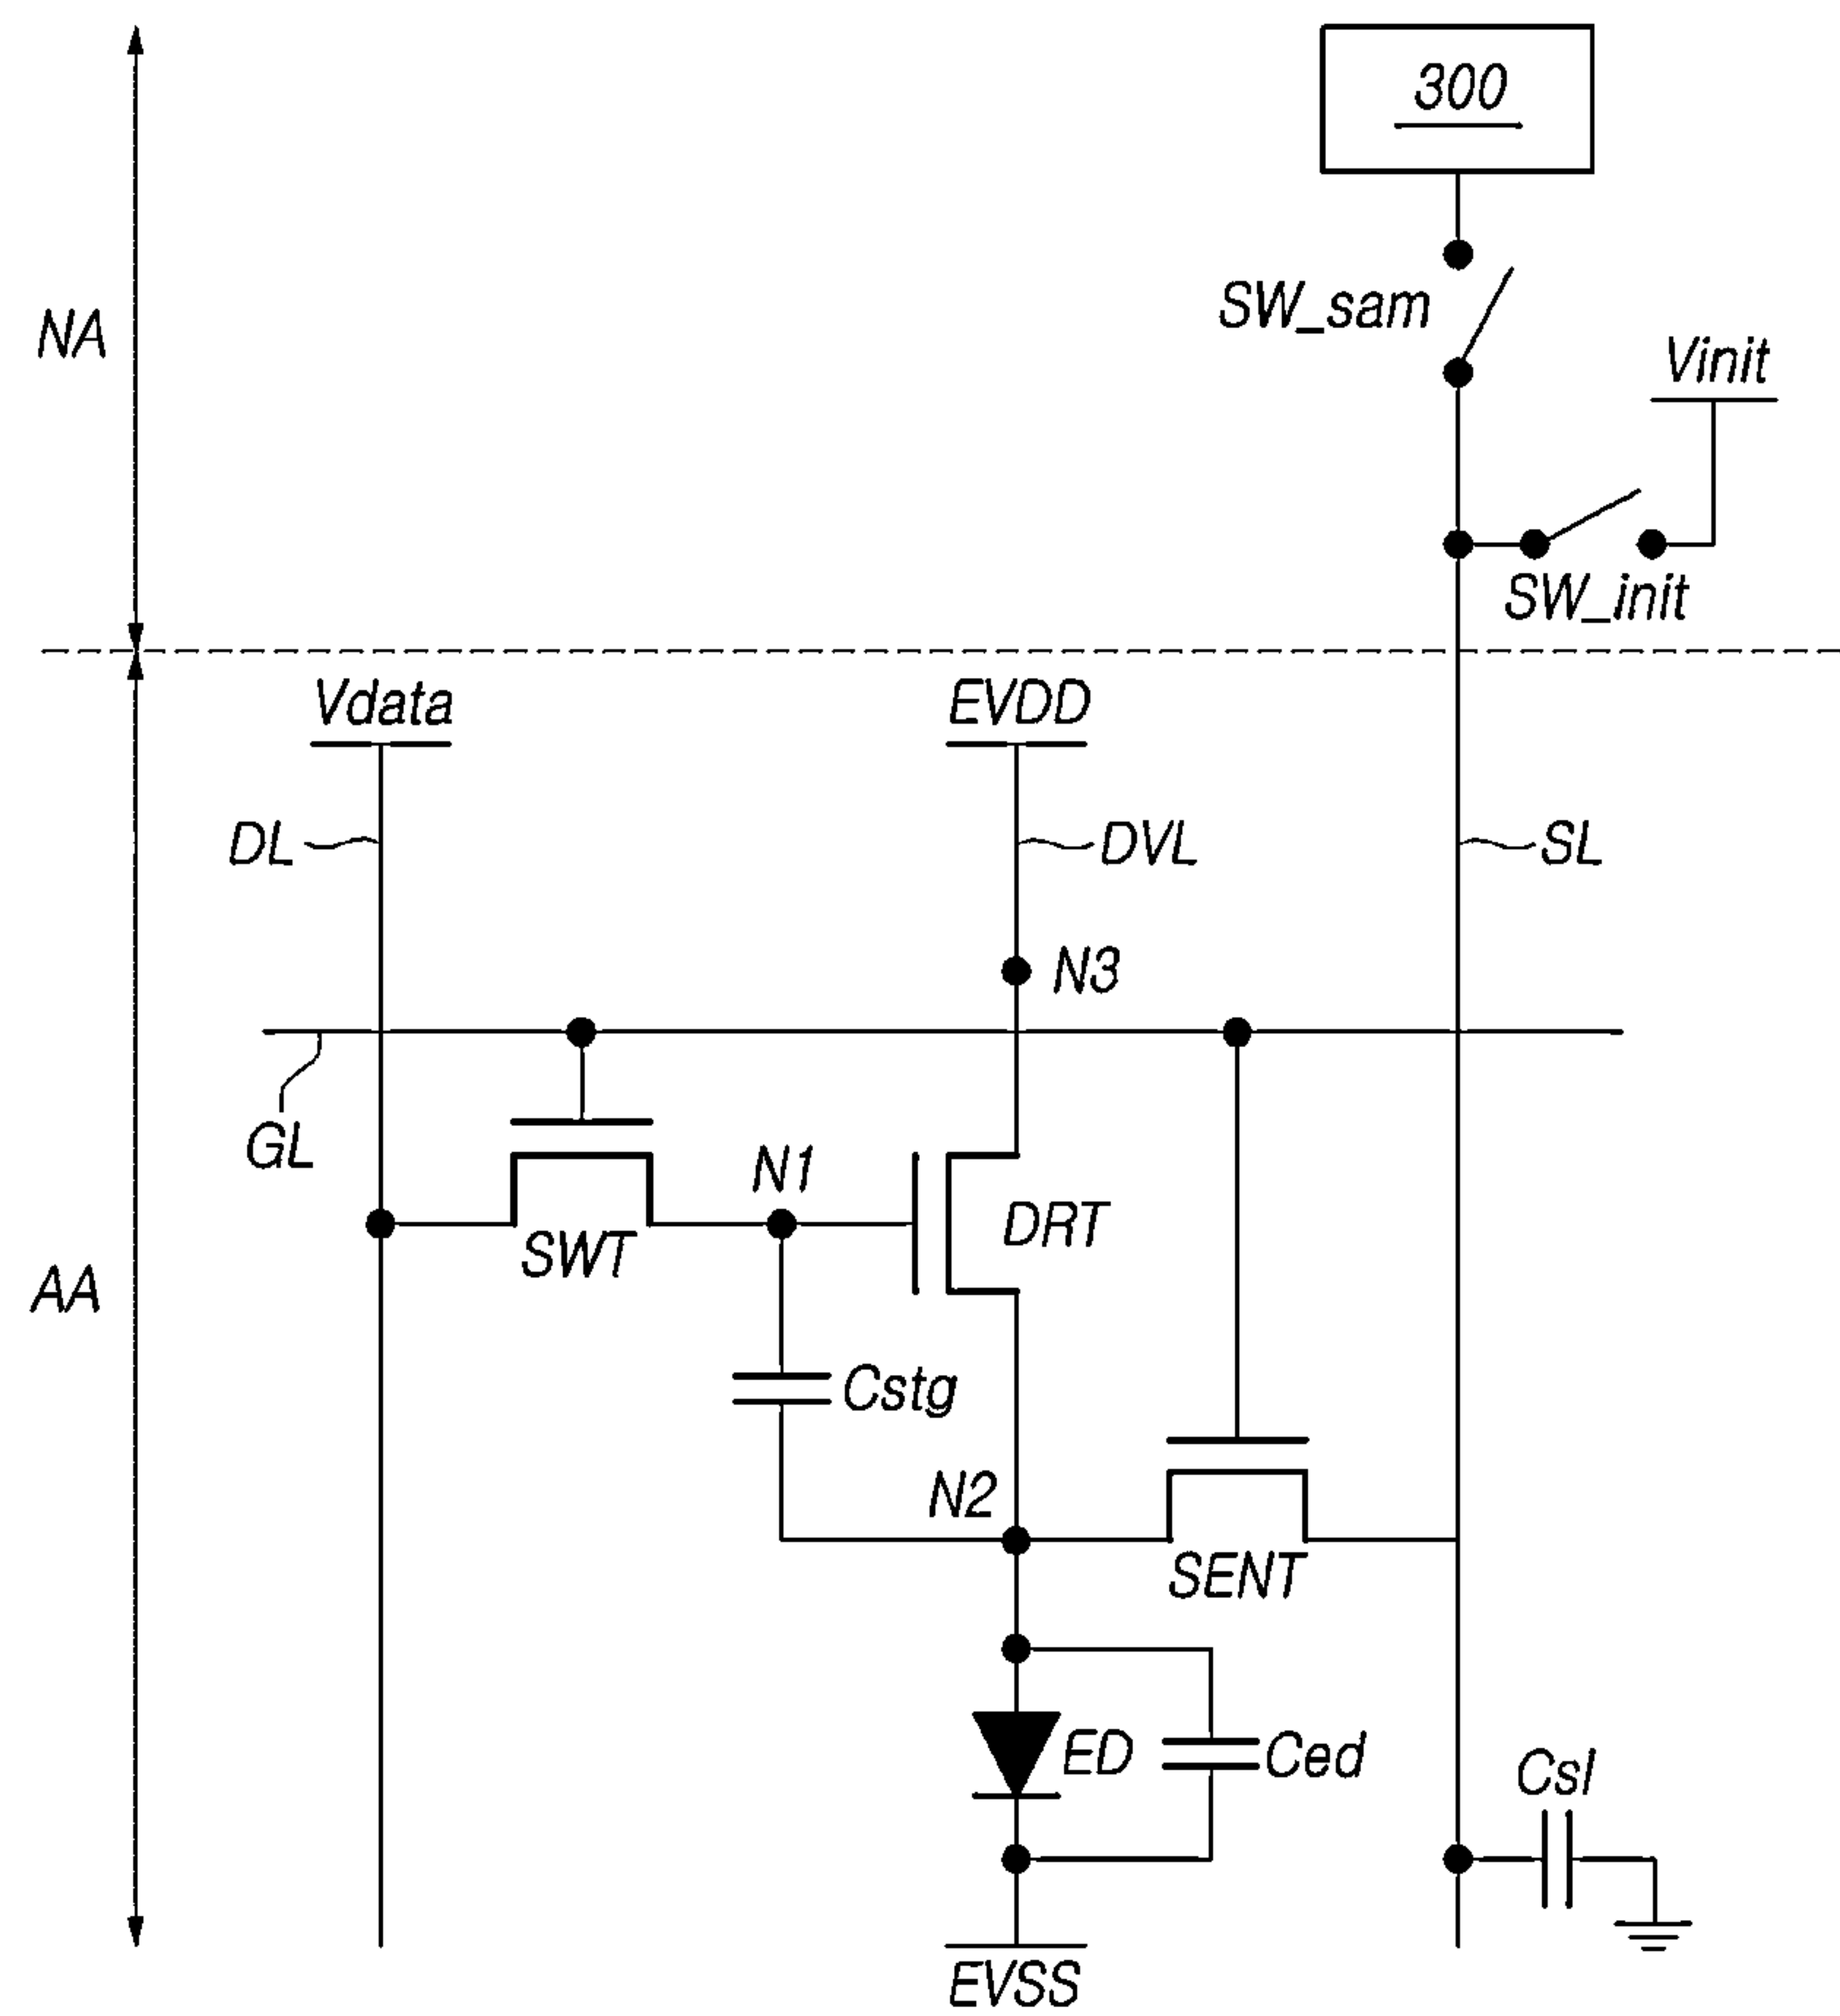 300
SW_sam
NA
Vinit
SW_init
Vdata
EVDD
DL
DVL
SL
N3
GL
N1
DRT
SWT
AA
Cstg
N2
SENT
ED
Ced
Csl
EVSS